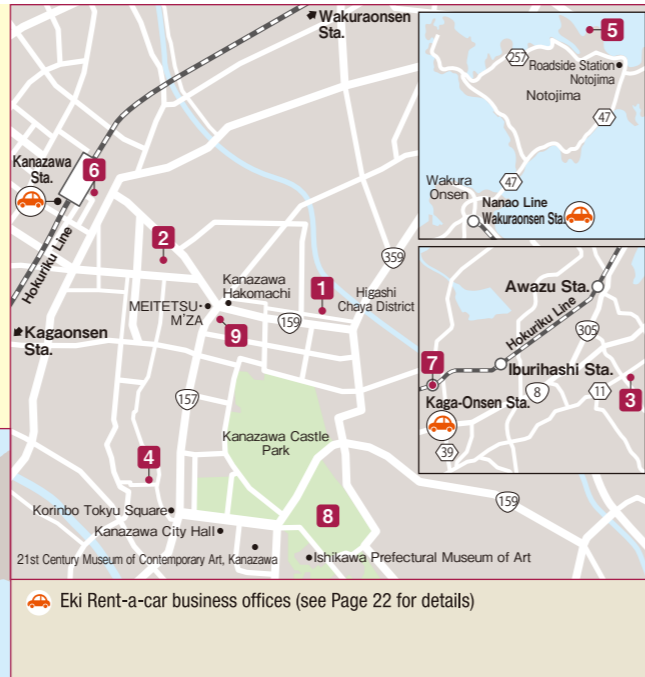 Wakuraonsen
Sta.
Kanazawa
Sta.
6
Hokuriku Line
2
MEITETSU
M'ZA
Kanazawa
Hakomachi
1
Higashi
Chaya District
359
159
9
Kagaonsen
Sta.
157
Kanazawa Castle
Park
4
8
159
Korinbo Tokyu Square
Kanazawa City Hall
21st Century Museum of Contemporary Art, Kanazawa
Ishikawa Prefectural Museum of Art
5
257
Roadside Station
Notojima
Notojima
47
47
Wakura
Onsen
Nanao Line
Wakuraonsen Sta.
Awazu Sta.
Hokuriku Line
305
Iburihashi Sta.
7
8
11
3
Kaga-Onsen Sta.
39
Eki Rent-a-car business offices (see Page 22 for details)